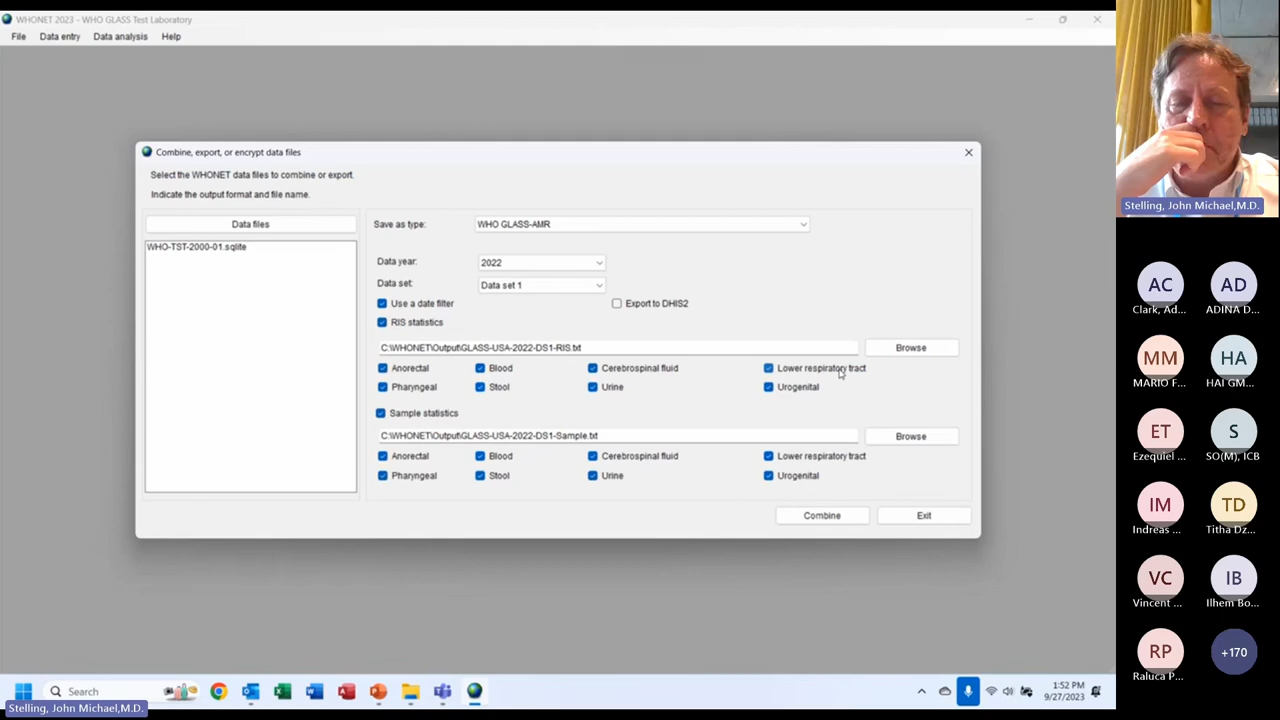 WHONET 2023 - WHO GLASS Test Laboratory
File Data entry Data analysis Help
Combine, export, or encrypt data files
Select the WHONET data files to combine or export.
Indicate the output format and file name.
Data files
WHO-TST-2000-01.sqlite
Save as type: WHO GLASS-AMR
Data year: 2022
Data set: Data set 1
Use a date filter Export to DHIS2
RIS statistics
C:\WHONET\Output\GLASS-USA-2022-DS1-RIS.txt Browse
Anorectal Blood Cerebrospinal fluid Lower respiratory tract
Pharyngeal Stool Urine Urogenital
Sample statistics
C:\WHONET\Output\GLASS-USA-2022-DS1-Sample.txt Browse
Anorectal Blood Cerebrospinal fluid Lower respiratory tract
Pharyngeal Stool Urine Urogenital
Combine Exit
Search
1:52 PM
9/27/2023
Stelling, John Michael,M.D.
Stelling, John Michael,M.D.
AC AD
Clark, Ad... ADINA D...
MM HA
MARIO F... HAI GM...
ET S
Ezequiel ... SO(M), ICB
IM TD
Indreas ... Titha Dz...
VC IB
Vincent ... Ilhem Bo...
RP +170
Raluca P...